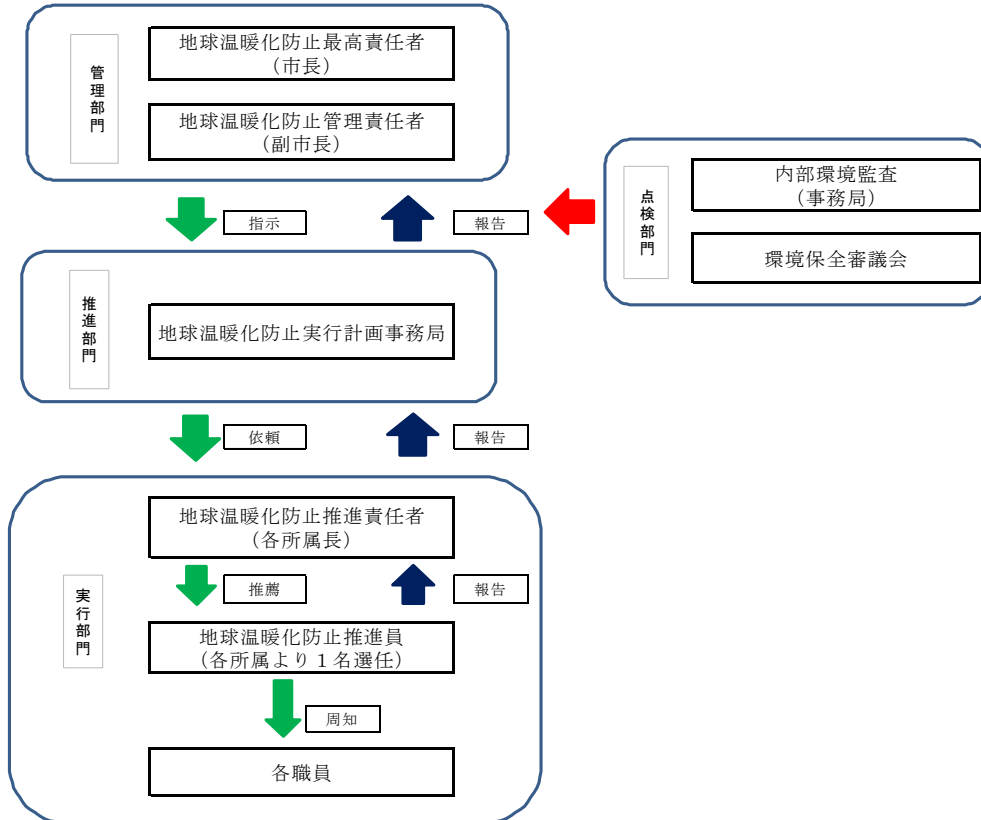 管理部門
地球温暖化防止最高責任者
(市長)
地球温暖化防止管理責任者
(副市長)
指示
報告
点検部門
内部環境監査
(事務局)
環境保全審議会
推進部門
地球温暖化防止実行計画事務局
依頼
報告
実行部門
地球温暖化防止推進責任者
(各所属長)
推薦
報告
地球温暖化防止推進員
(各所属より１名選任)
周知
各職員